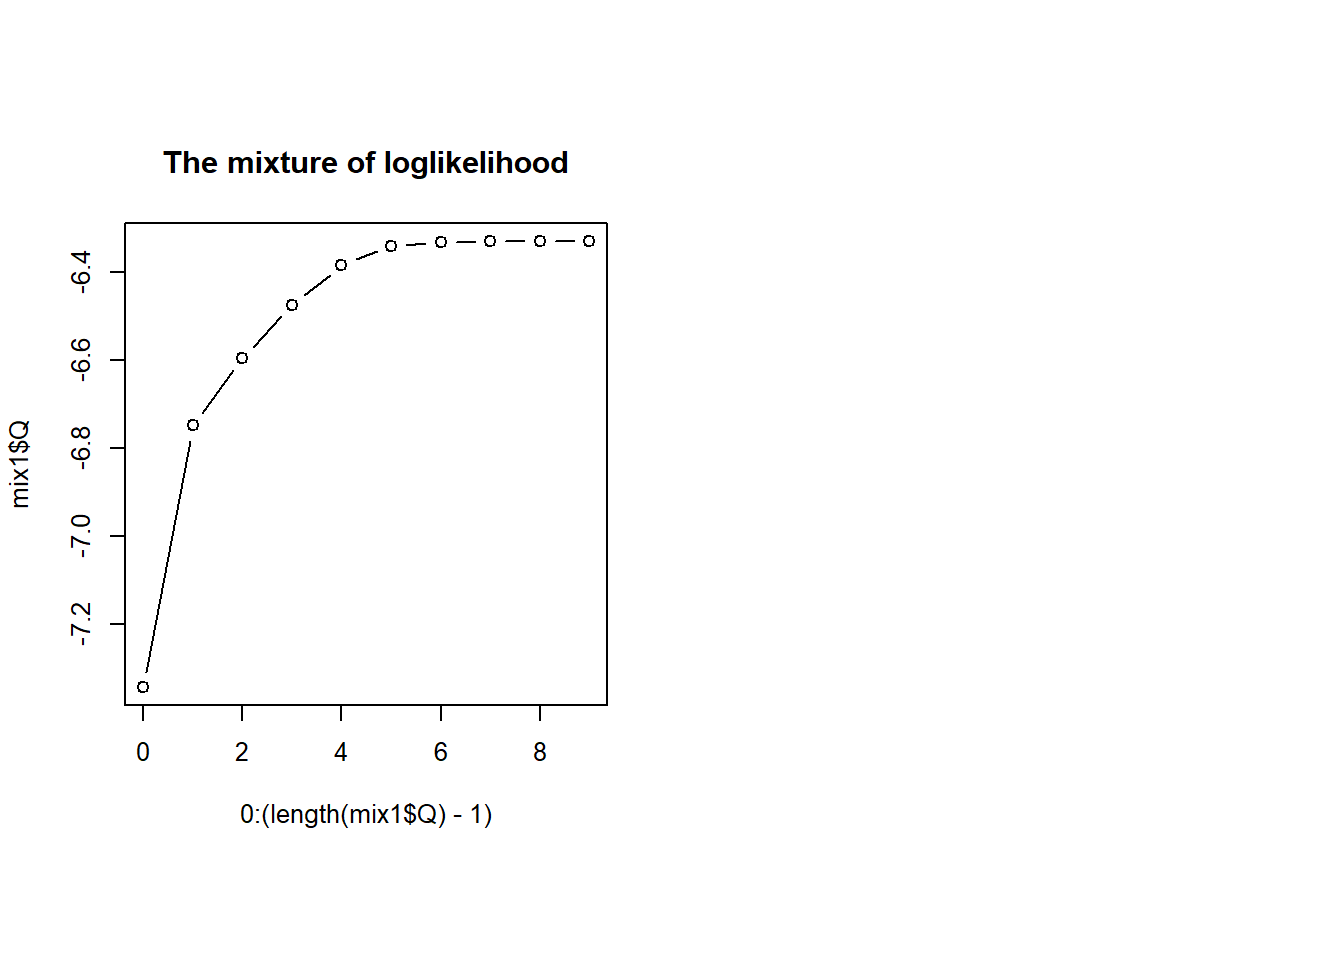 The mixture of loglikelihood
mix1$Q
-6.4
-6.6
-6.8
-7.0
-7.2
0 2 4 6 8
0:(length(mix1$Q) - 1)